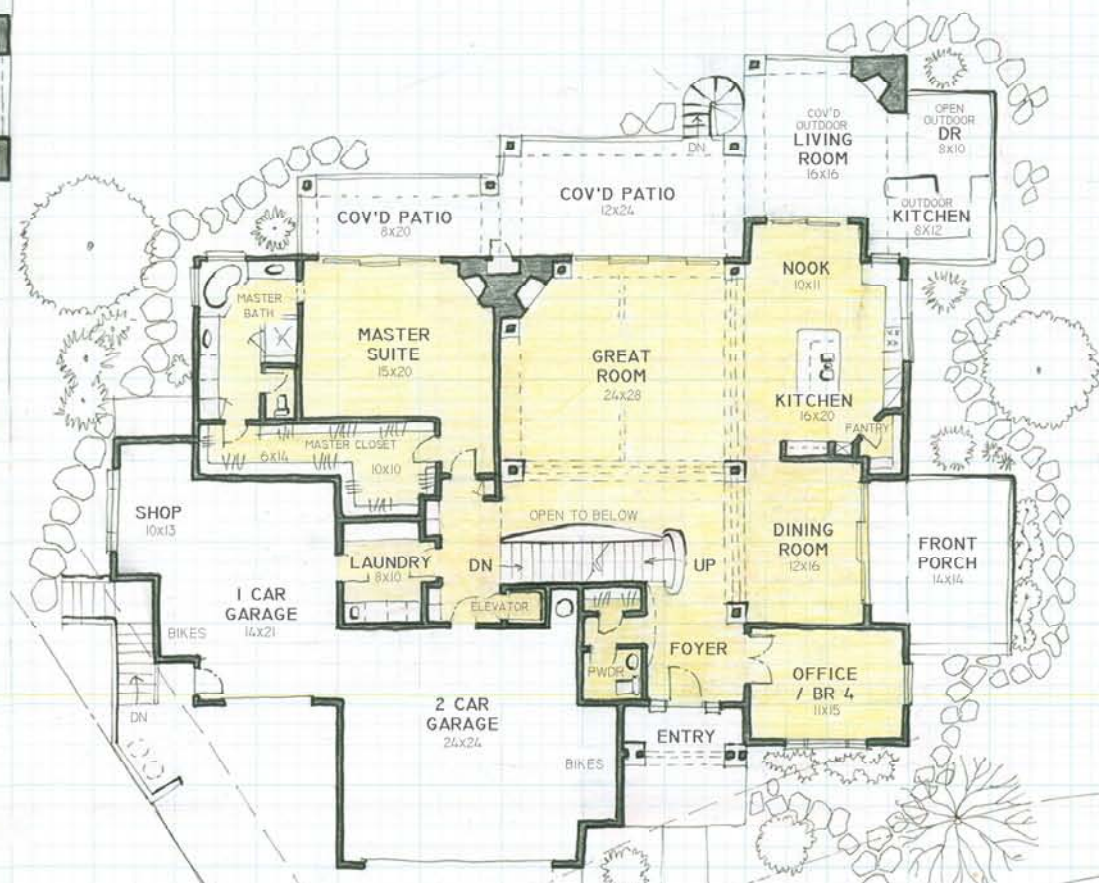 COV'D
OUTDOOR
LIVING
ROOM
16x16
OPEN
OUTDOOR
DR
8x10
DN
COV'D PATIO
12x24
COV'D PATIO
8x20
OUTDOOR
KITCHEN
8X12
NOOK
10x11
MASTER
BATH
MASTER
SUITE
15x20
GREAT
ROOM
24x28
KITCHEN
16x20
PANTRY
MASTER CLOSET
6x14
10x10
SHOP
10x13
OPEN TO BELOW
DINING
ROOM
12x16
FRONT
PORCH
14x14
LAUNDRY
8x10
DN
UP
ELEVATOR
1 CAR
GARAGE
14x21
BIKES
FOYER
PWDR
OFFICE
/ BR 4
11x15
2 CAR
GARAGE
24x24
DN
ENTRY
BIKES